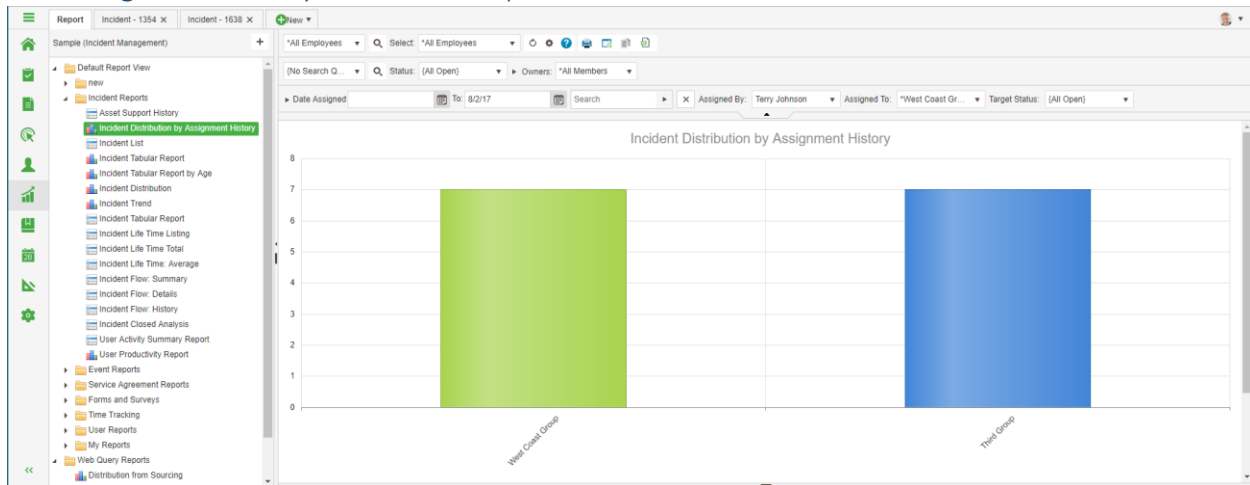 Report Incident - 1354 × Incident - 1638 × New
Sample (Incident Management) +
*All Employees Select: *All Employees
Default Report View
{No Search Q... Status: {All Open} Owners: *All Members
new
Incident Reports
Date Assigned To: 8/2/17 Search × Assigned By: Terry Johnson Assigned To: *West Coast Gr... Target Status: {All Open}
Asset Support History
Incident Distribution by Assignment History
Incident List
Incident Tabular Report
Incident Tabular Report by Age
Incident Distribution
Incident Trend
Incident Tabular Report
Incident Life Time Listing
Incident Life Time Total
Incident Life Time: Average
Incident Flow: Summary
Incident Flow: Details
Incident Flow: History
Incident Closed Analysis
User Activity Summary Report
User Productivity Report
Event Reports
Service Agreement Reports
Forms and Surveys
Time Tracking
User Reports
My Reports
Web Query Reports
Distribution from Sourcing
Incident Distribution by Assignment History
8
7
6
5
4
3
2
1
0
West Coast Group
Third Group
20
<<